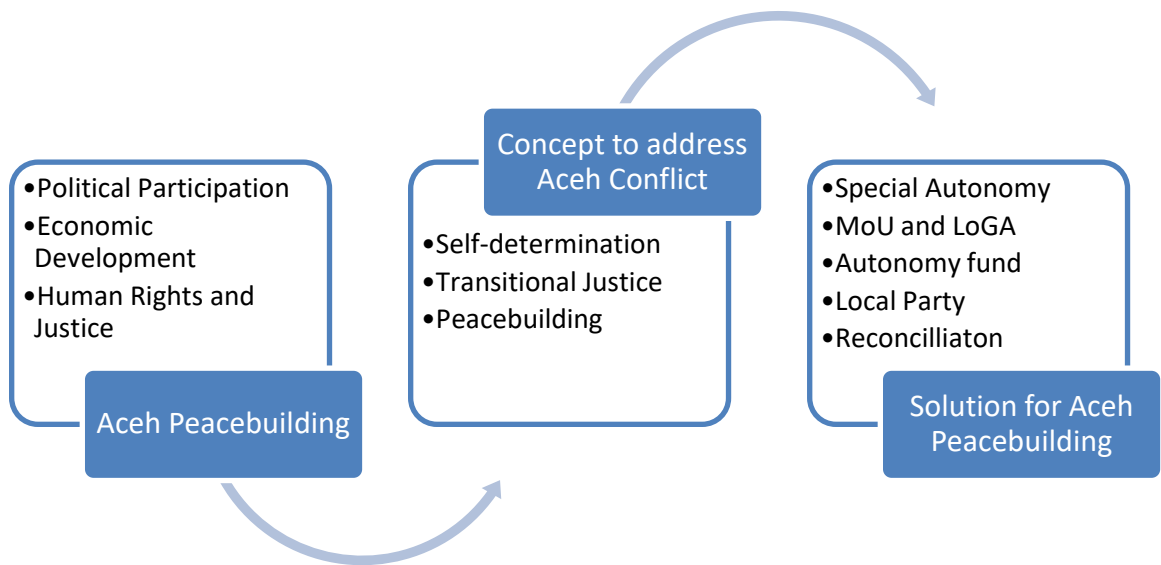 •Political Participation
•Economic
Development
•Human Rights and
Justice
Aceh Peacebuilding
Concept to address
Aceh Conflict
•Self-determination
•Transitional Justice
•Peacebuilding
•Special Autonomy
•MoU and LoGA
•Autonomy fund
•Local Party
•Reconcilliaton
Solution for Aceh
Peacebuilding